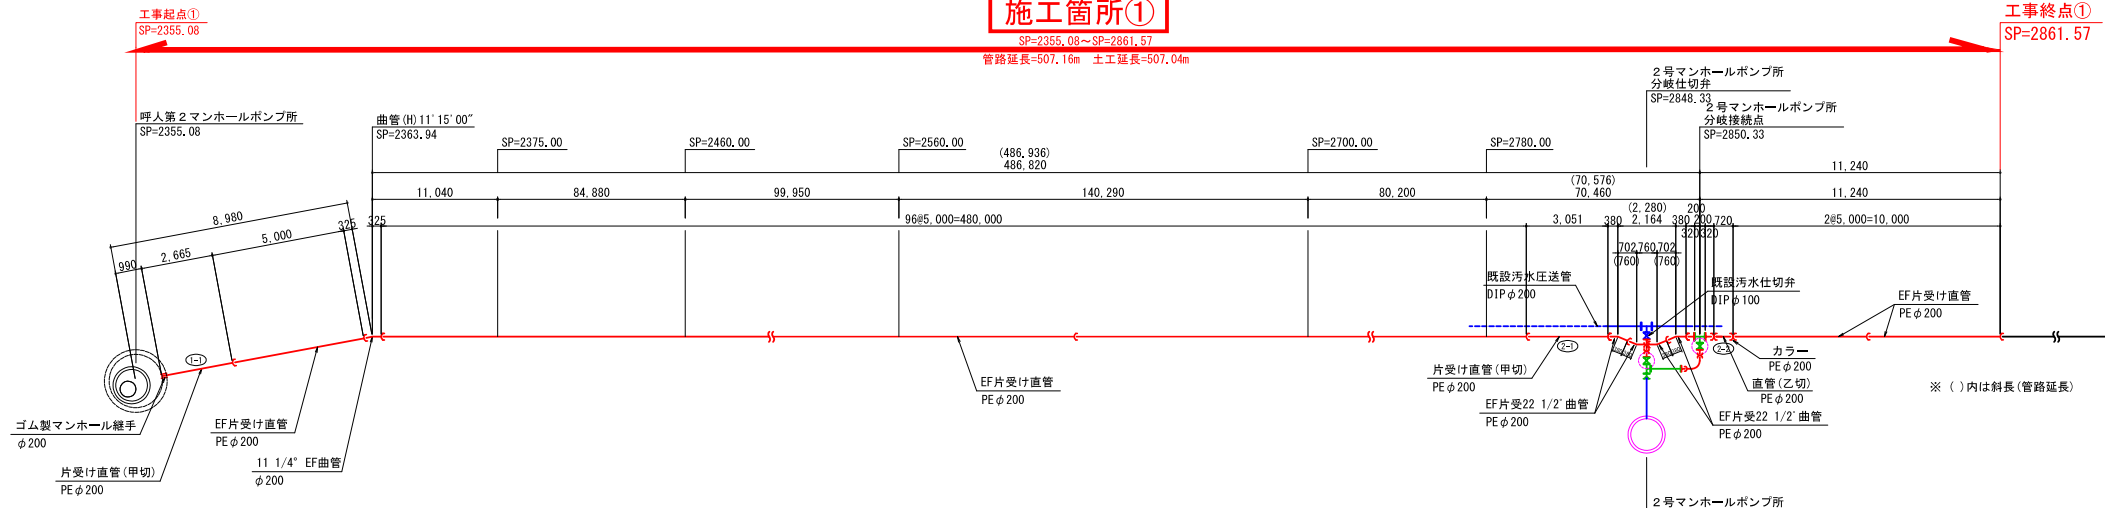 工事起点①
SP=2355.08
施工箇所①
SP=2355.08～SP=2861.57
管路延長=507.16m 土工延長=507.04m
工事終点①
SP=2861.57
呼人第2マンホールポンプ所
SP=2355.08
曲管(H)11°15'00"
SP=2363.94
SP=2375.00
SP=2460.00
SP=2560.00
SP=2700.00
SP=2780.00
2号マンホールポンプ所
分岐仕切弁
SP=2848.33
2号マンホールポンプ所
分岐接続点
SP=2850.33
(486,936)
486,820
11,240
11,040
84,880
99,950
140,290
80,200
(70,576)
70,460
11,240
96@5,000=480,000
3,051
380
(2,280)
2,164
380
200
200
720
320
320
2@5,000=10,000
702
760
702
(760)
(760)
8,980
990
2,665
5,000
325
325
既設汚水圧送管
DIPφ200
既設汚水仕切弁
DIPφ100
EF片受け直管
PEφ200
1-1
2-1
2-2
カラー
PEφ200
直管(乙切)
PEφ200
片受け直管(甲切)
PEφ200
EF片受け直管
PEφ200
EF片受22 1/2°曲管
PEφ200
EF片受22 1/2°曲管
PEφ200
※ ( )内は斜長(管路延長)
ゴム製マンホール継手
φ200
片受け直管(甲切)
PEφ200
EF片受け直管
PEφ200
11 1/4° EF曲管
φ200
2号マンホールポンプ所